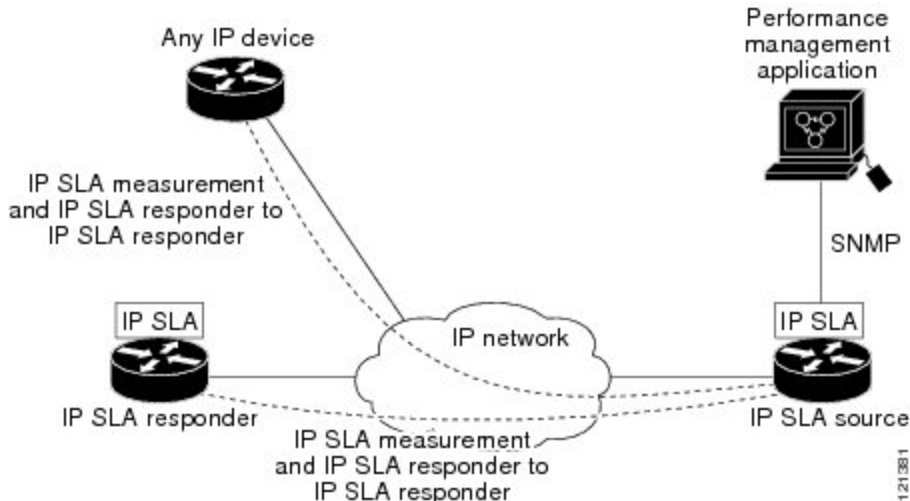 Any IP device
Performance
management
application
IP SLA measurement
and IP SLA responder to
IP SLA responder
SNMP
IP SLA
IP network
IP SLA
IP SLA responder
IP SLA source
IP SLA measurement
and IP SLA responder to
IP SLA responder
121381